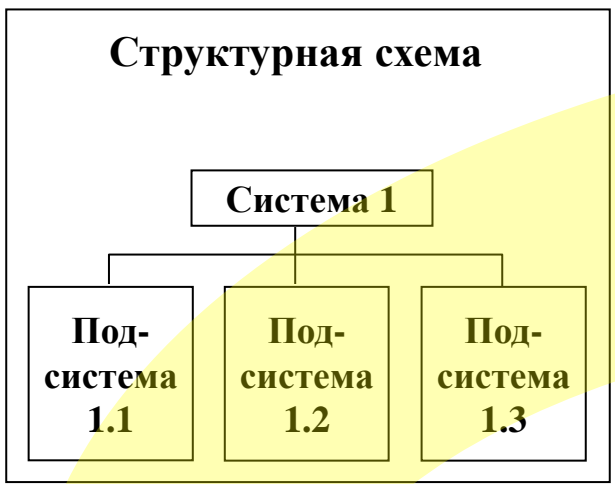 Структурная схема
Система 1
Под-
система
1.1
Под-
система
1.2
Под-
система
1.3